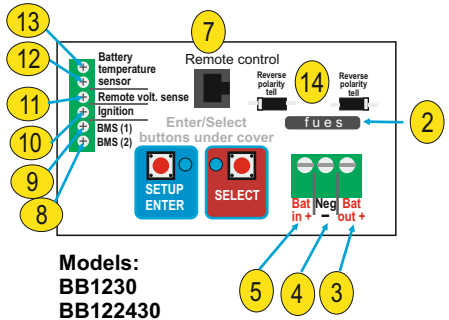 13
12
11
10
9
8
7
Battery
temperature
sensor
Remote volt. sense
Ignition
BMS (1)
BMS (2)
Remote control
Reverse
polarity
tell
14
Reverse
polarity
tell
fues
2
Enter/Select
buttons under cover
SETUP
ENTER
SELECT
Bat
in +
Neg
−
Bat
out +
5
4
3
Models:
BB1230
BB122430